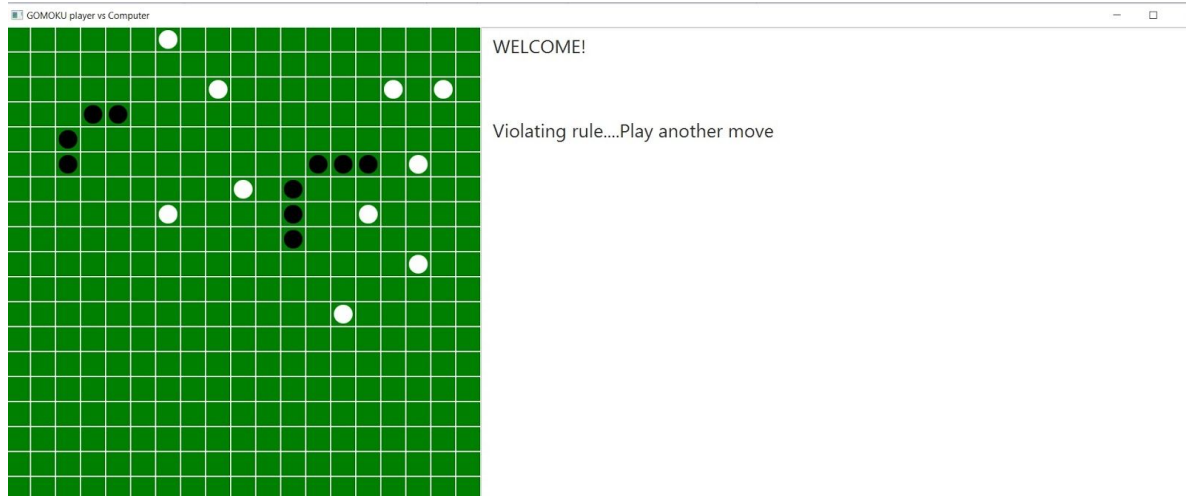 GOMOKU player vs Computer
WELCOME!
Violating rule....Play another move